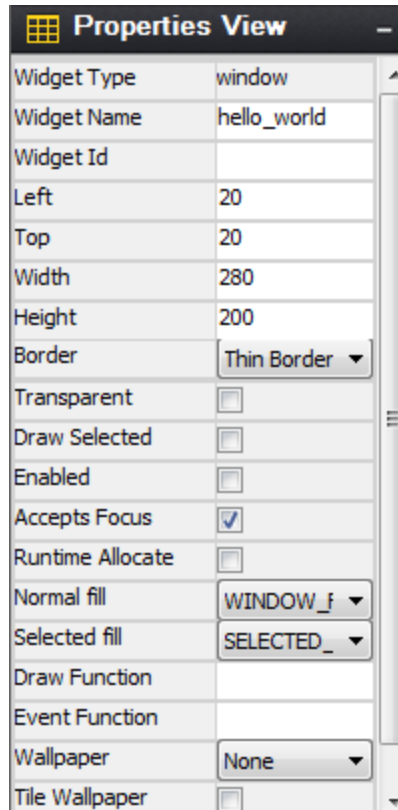 Properties View
Widget Type window
Widget Name hello_world
Widget Id
Left 20
Top 20
Width 280
Height 200
Border Thin Border
Transparent
Draw Selected
Enabled
Accepts Focus
Runtime Allocate
Normal fill WINDOW_F
Selected fill SELECTED_
Draw Function
Event Function
Wallpaper None
Tile Wallpaper